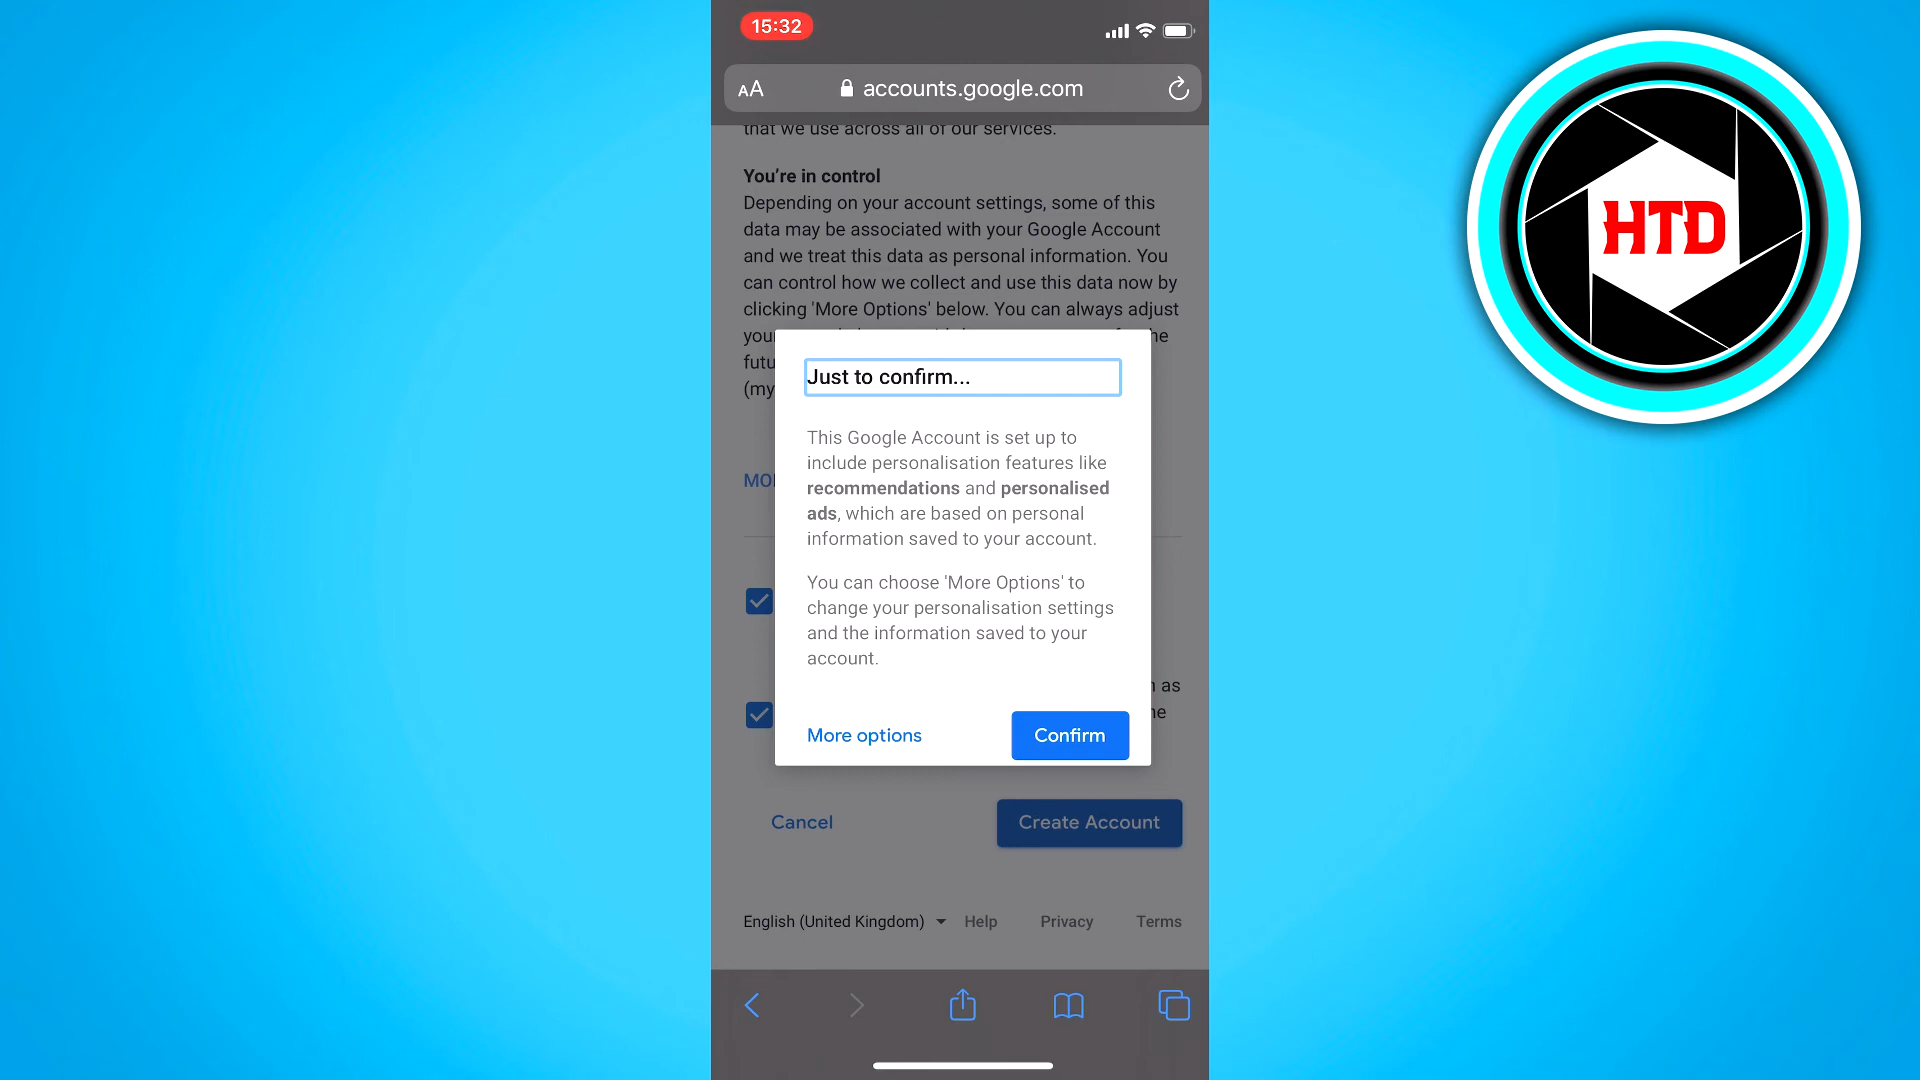 15:32
AA accounts.google.com
that we use across all of our services.
You're in control
Depending on your account settings, some of this
data may be associated with your Google Account
and we treat this data as personal information. You
can control how we collect and use this data now by
clicking 'More Options' below. You can always adjust
you
futu
(my
Just to confirm...
This Google Account is set up to
include personalisation features like
recommendations and personalised
ads, which are based on personal
information saved to your account.
You can choose 'More Options' to
change your personalisation settings
and the information saved to your
account.
as
More options
Confirm
Cancel
Create Account
English (United Kingdom)
Help
Privacy
Terms
HTD